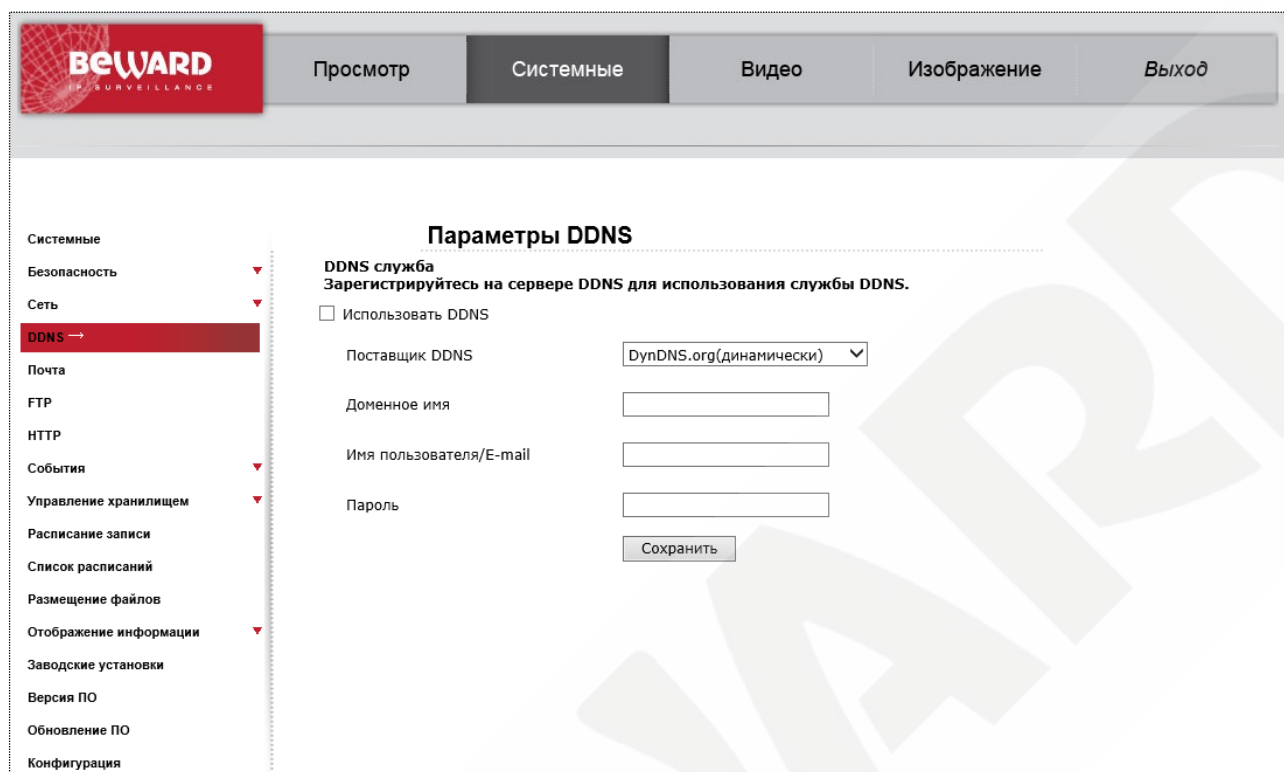 BEWARD
IP SURVEILLANCE
Просмотр
Системные
Видео
Изображение
Выход
Системные
Безопасность
Сеть
DDNS →
Почта
FTP
HTTP
События
Управление хранилищем
Расписание записи
Список расписаний
Размещение файлов
Отображение информации
Заводские установки
Версия ПО
Обновление ПО
Конфигурация
Параметры DDNS
DDNS служба
Зарегистрируйтесь на сервере DDNS для использования службы DDNS.
Использовать DDNS
Поставщик DDNS
DynDNS.org(динамически)
Доменное имя
Имя пользователя/E-mail
Пароль
Сохранить